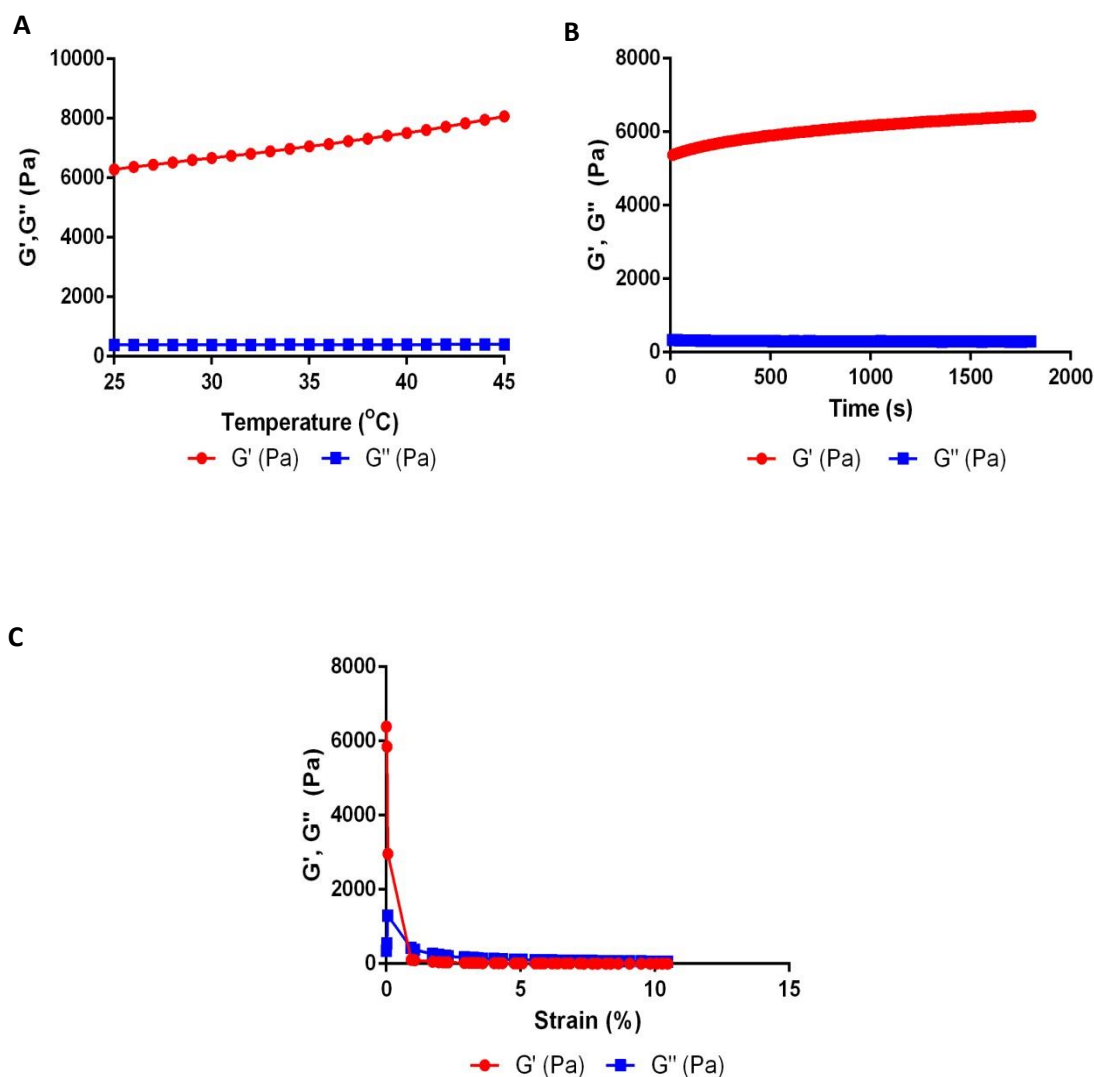 A
10000
8000
6000
4000
2000
0
G',G" (Pa)
25 30 35 40 45
Temperature (°C)
G' (Pa) G" (Pa)
B
8000
6000
4000
2000
0
G', G" (Pa)
0 500 1000 1500 2000
Time (s)
G' (Pa) G" (Pa)
C
8000
6000
4000
2000
0
G', G" (Pa)
0 5 10 15
Strain (%)
G' (Pa) G" (Pa)